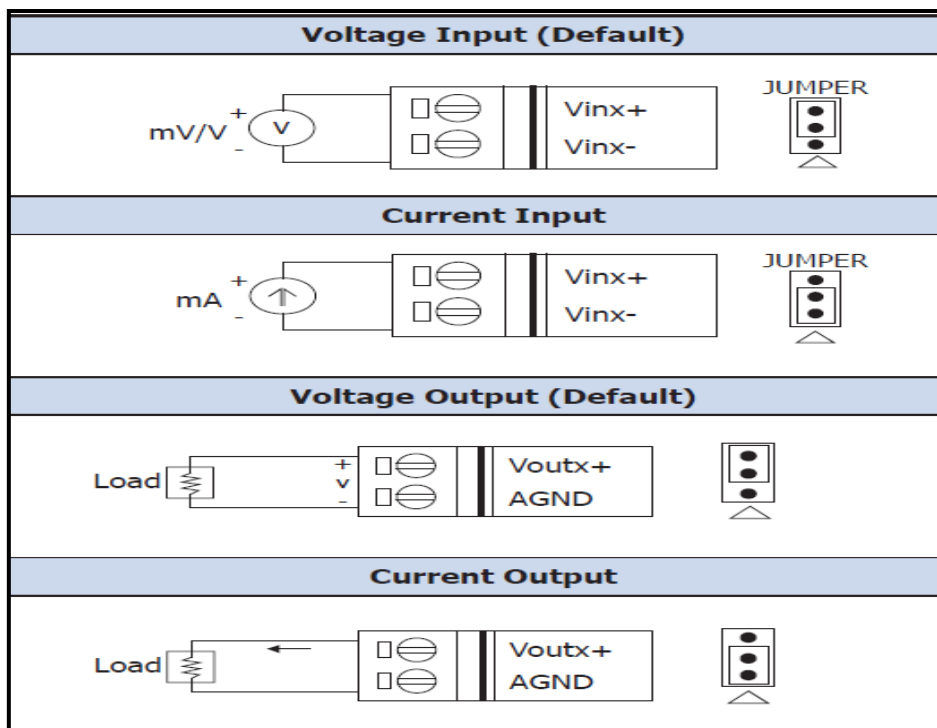 Voltage Input (Default)
JUMPER
mV/V
+
-
V
Vinx+
Vinx-
Current Input
JUMPER
mA
+
-
Vinx+
Vinx-
Voltage Output (Default)
Load
+
v
-
Voutx+
AGND
Current Output
Load
Voutx+
AGND